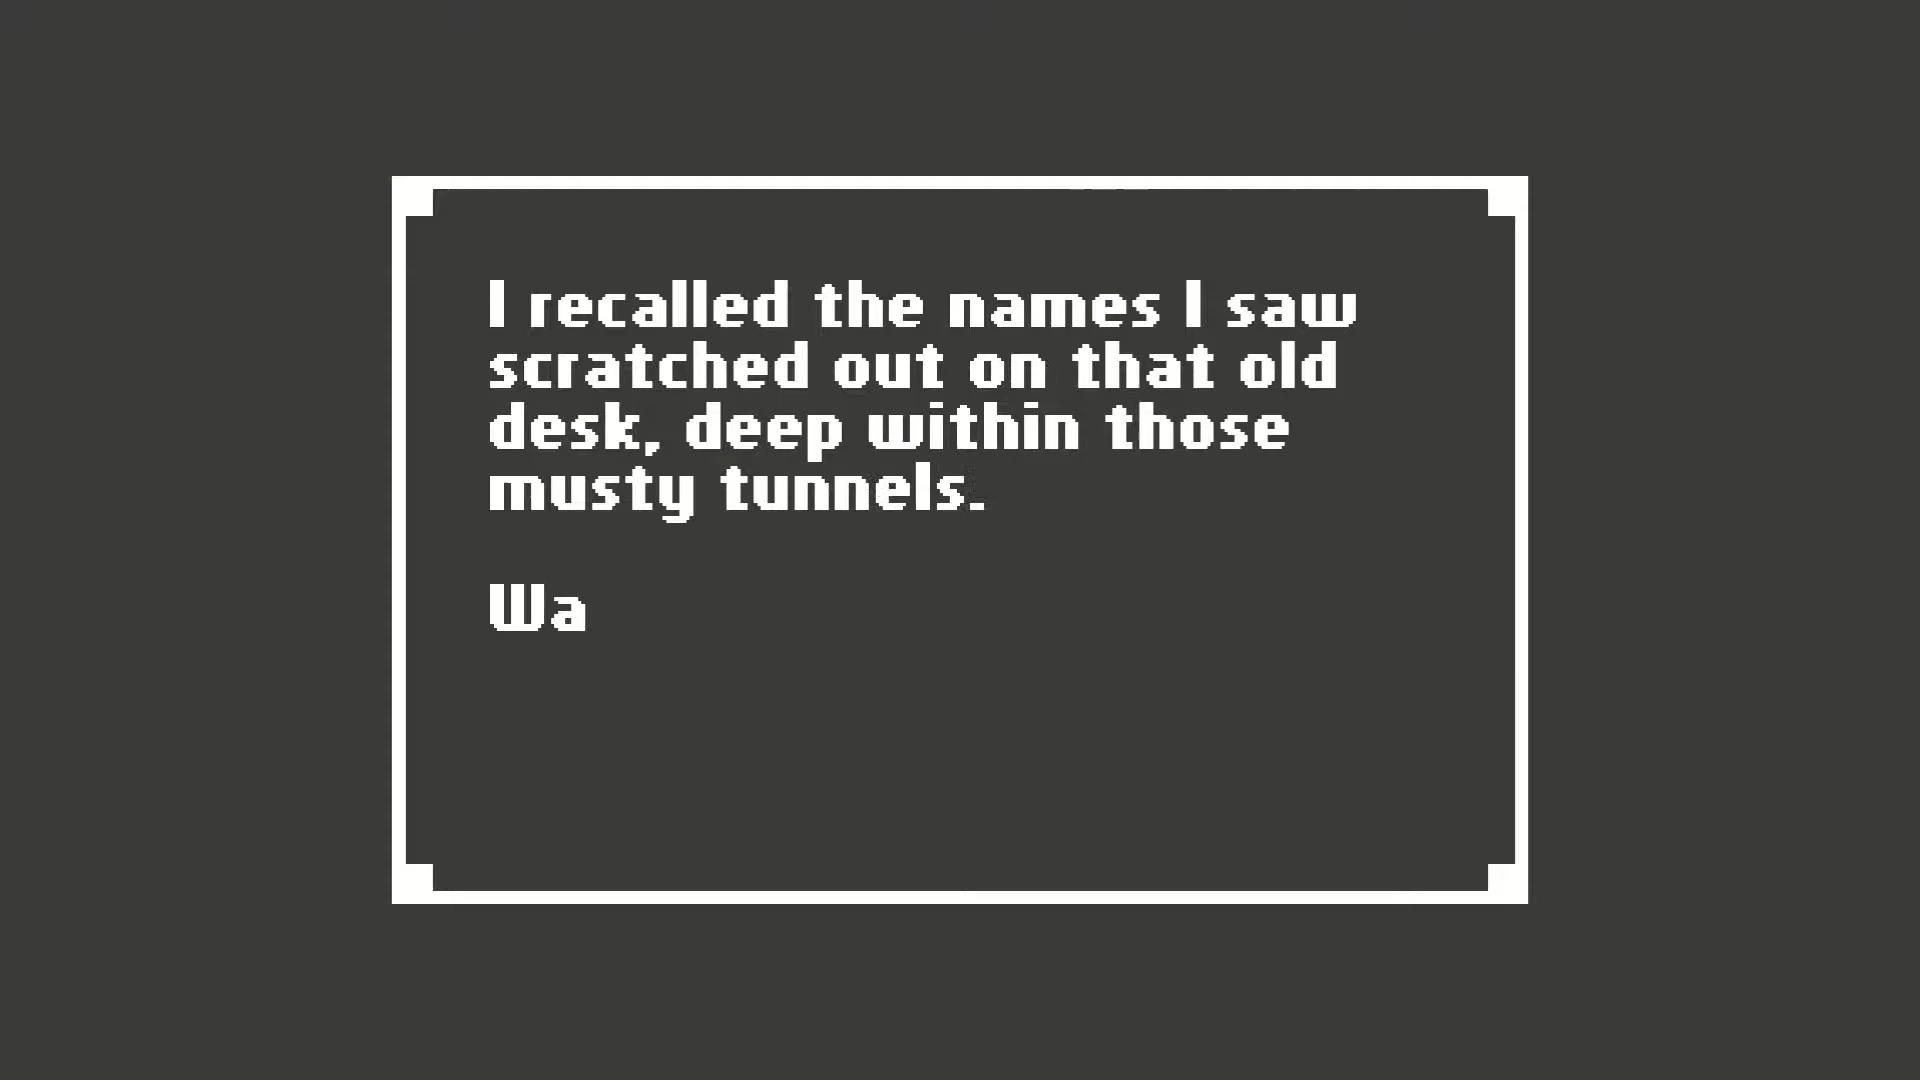 I recalled the names I saw
scratched out on that old
desk, deep within those
musty tunnels.
Wa